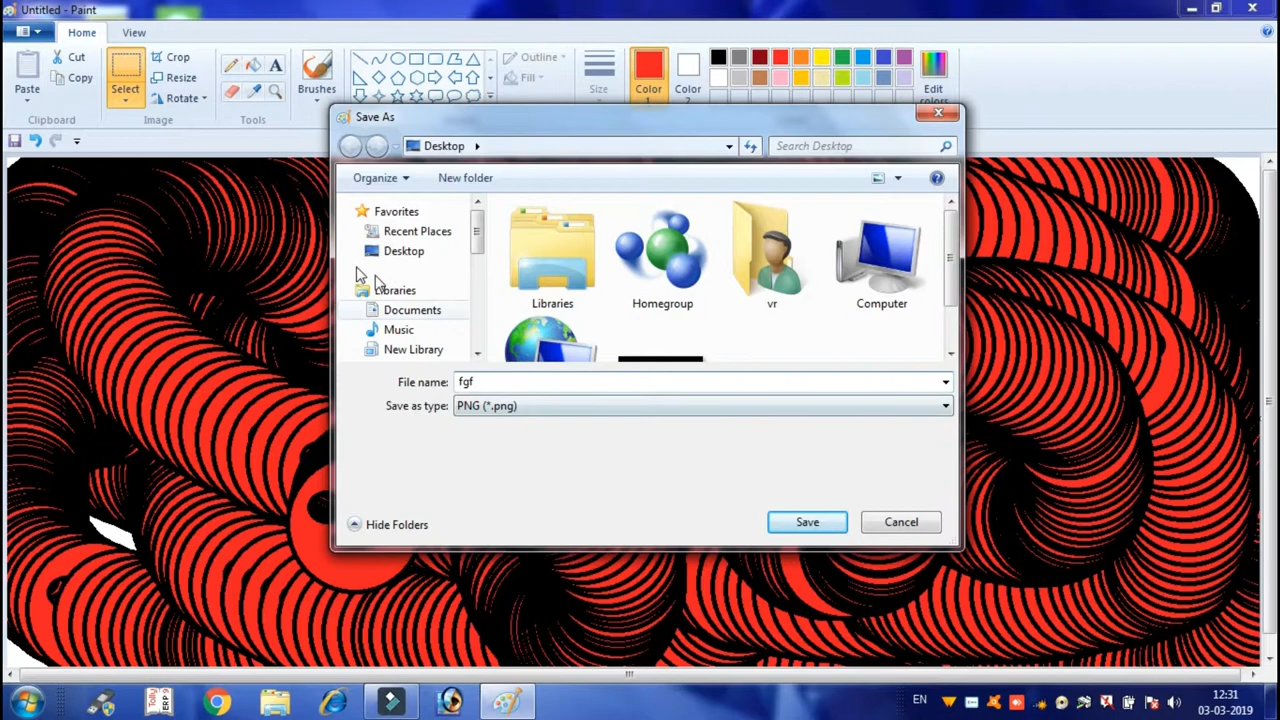 Untitled - Paint
Home
View
Paste
Cut
Copy
Clipboard
Select
Crop
Resize
Rotate
Image
A
Tools
Brushes
Outline
Fill
Size
Color
1
Color
2
Edit
colors
Save As
Desktop
Search Desktop
Organize
New folder
Favorites
Recent Places
Desktop
Libraries
Documents
Music
New Library
Libraries
Homegroup
vr
Computer
File name:
fgf
Save as type:
PNG (*.png)
Hide Folders
Save
Cancel
Tally
ERP 9
EN
12:31
03-03-2019